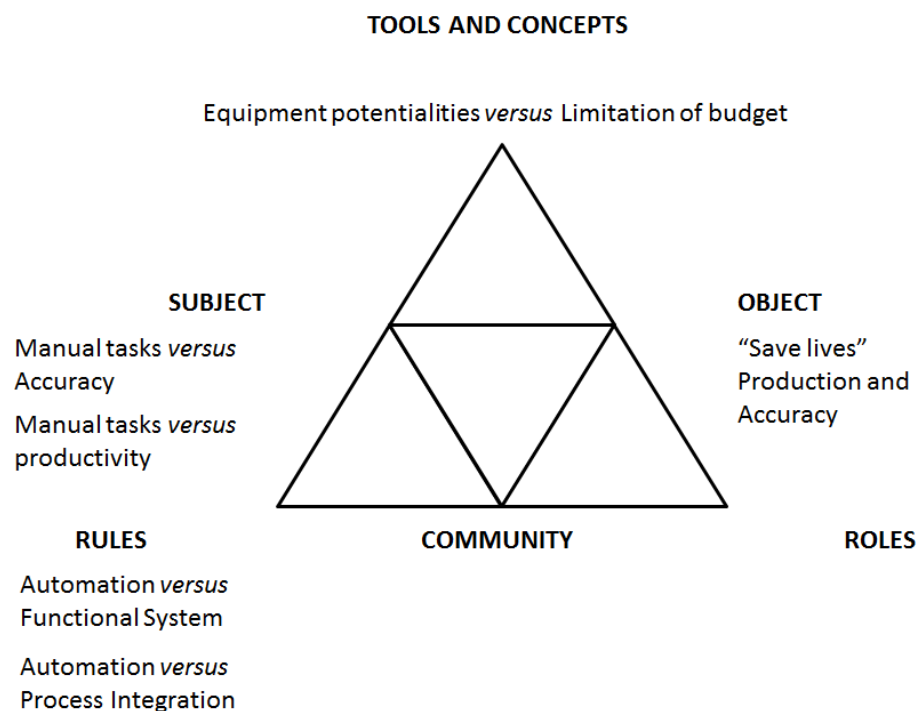 TOOLS AND CONCEPTS
Equipment potentialities versus Limitation of budget
SUBJECT
Manual tasks versus
Accuracy
Manual tasks versus
productivity
OBJECT
“Save lives”
Production and
Accuracy
RULES
Automation versus
Functional System
Automation versus
Process Integration
COMMUNITY
ROLES